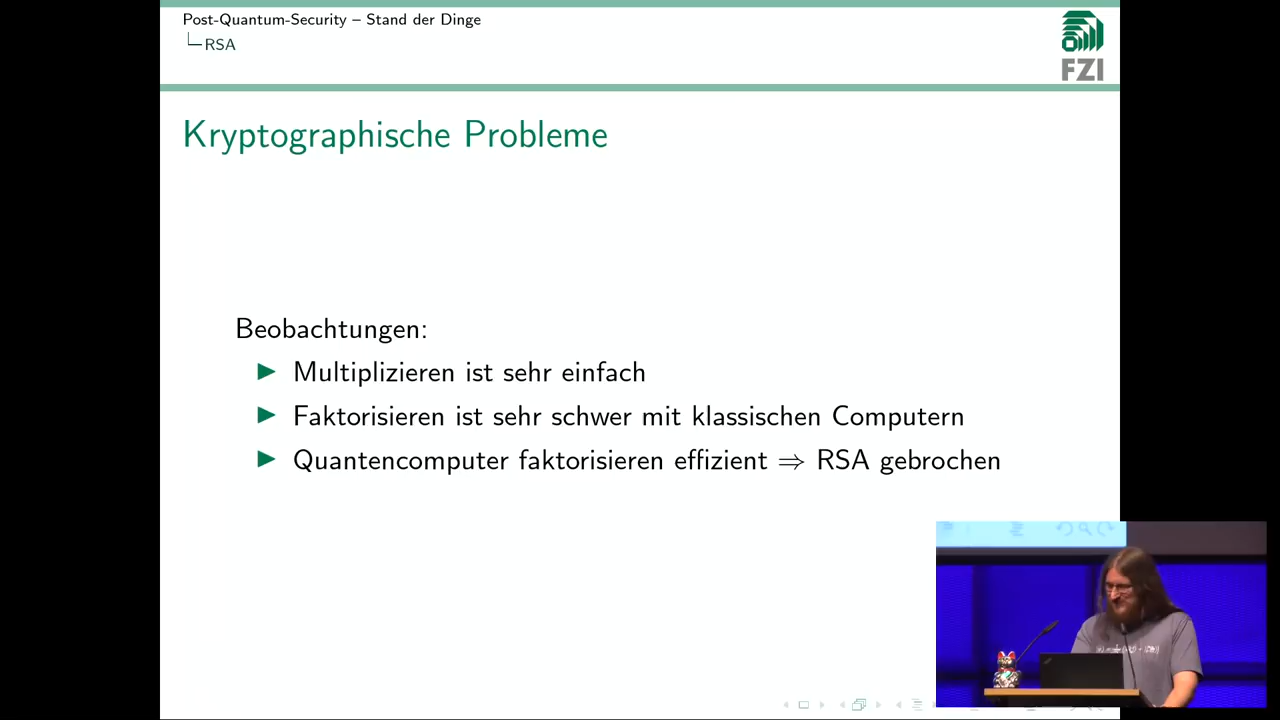 Post-Quantum-Security – Stand der Dinge
RSA
FZI
Kryptographische Probleme
Beobachtungen:
Multiplizieren ist sehr einfach
Faktorisieren ist sehr schwer mit klassischen Computern
Quantencomputer faktorisieren effizient ⇒ RSA gebrochen